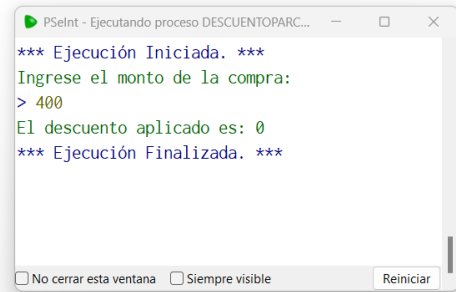 PSeInt - Ejecutando proceso DESCUENTOPARC...
*** Ejecución Iniciada. ***
Ingrese el monto de la compra:
> 400
El descuento aplicado es: 0
*** Ejecución Finalizada. ***
No cerrar esta ventana Siempre visible Reiniciar